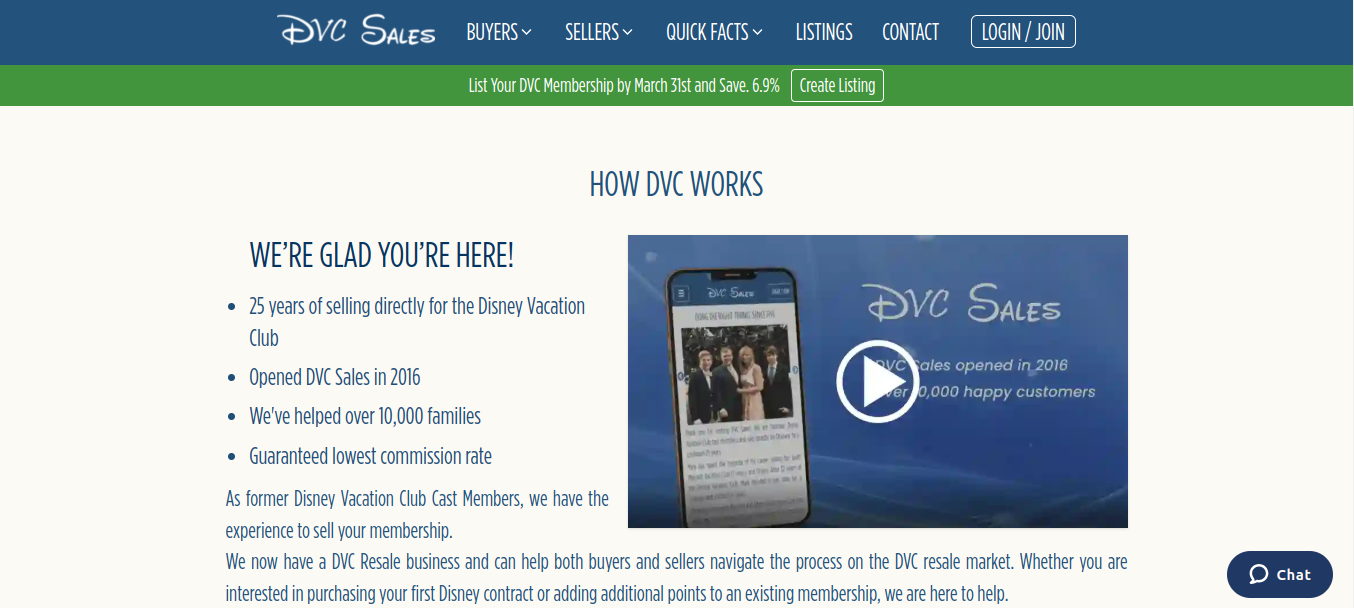 DVC SALES
BUYERS
SELLERS
QUICK FACTS
LISTINGS
CONTACT
LOGIN / JOIN
List Your DVC Membership by March 31st and Save. 6.9%
Create Listing
HOW DVC WORKS
WE’RE GLAD YOU’RE HERE!
25 years of selling directly for the Disney Vacation
Club
Opened DVC Sales in 2016
We've helped over 10,000 families
Guaranteed lowest commission rate
As former Disney Vacation Club Cast Members, we have the
experience to sell your membership.
DVC SALES
DOING THE RIGHT THINGS SINCE
DVC SALES
DVC Sales opened in 2016
10,000 happy customers
We now have a DVC Resale business and can help both buyers and sellers navigate the process on the DVC resale market. Whether you are
interested in purchasing your first Disney contract or adding additional points to an existing membership, we are here to help.
Chat